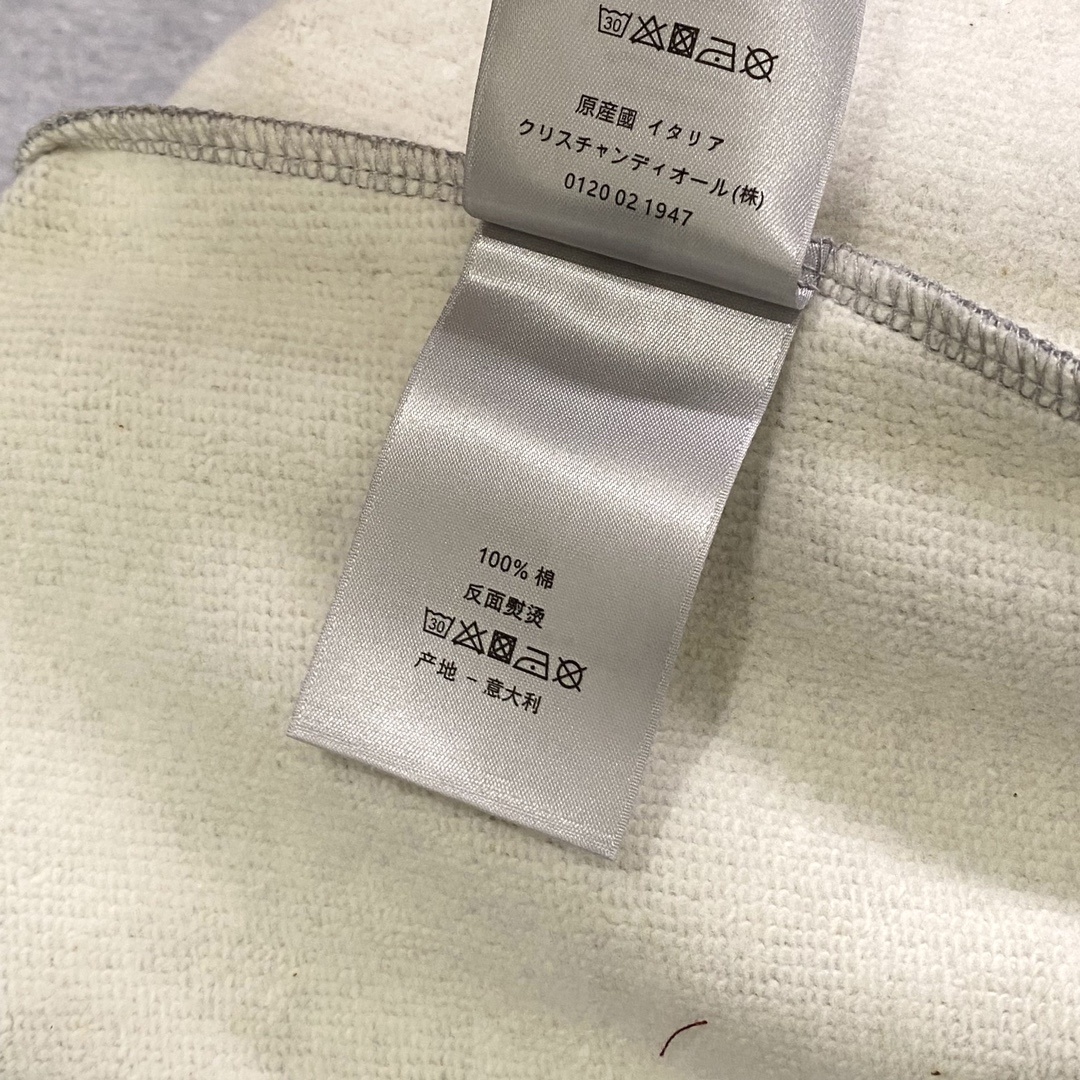 30
原産國 イタリア
クリスチャンディオール(株)
0120 02 1947
100% 棉
反面熨烫
30
产地 - 意大利